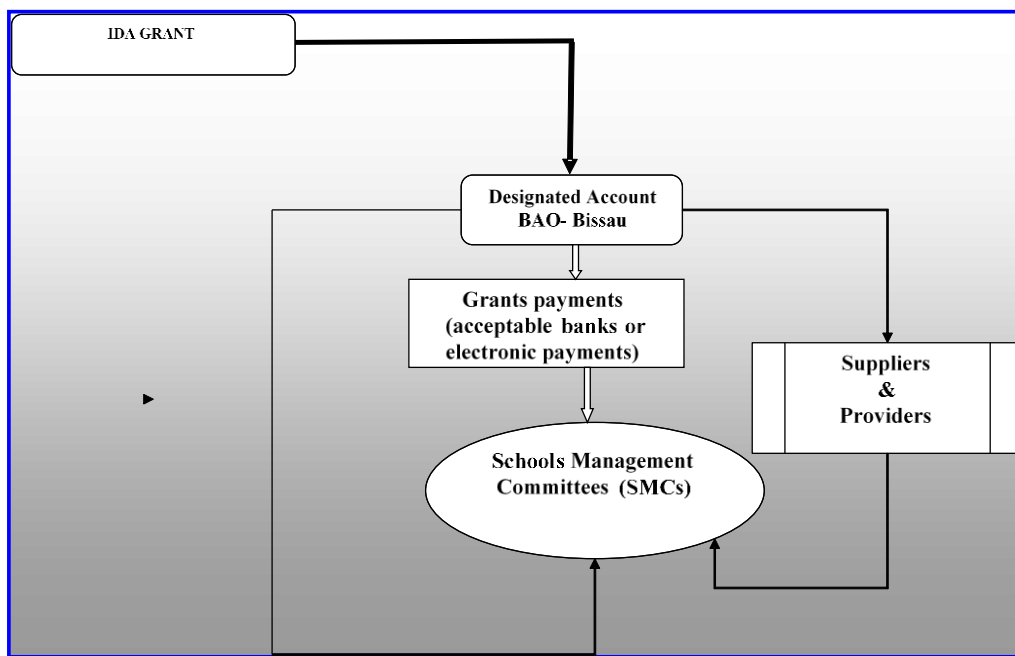 IDA GRANT
Designated Account
BAO- Bissau
Grants payments
(acceptable banks or
electronic payments)
Suppliers
&
Providers
Schools Management
Committees (SMCs)